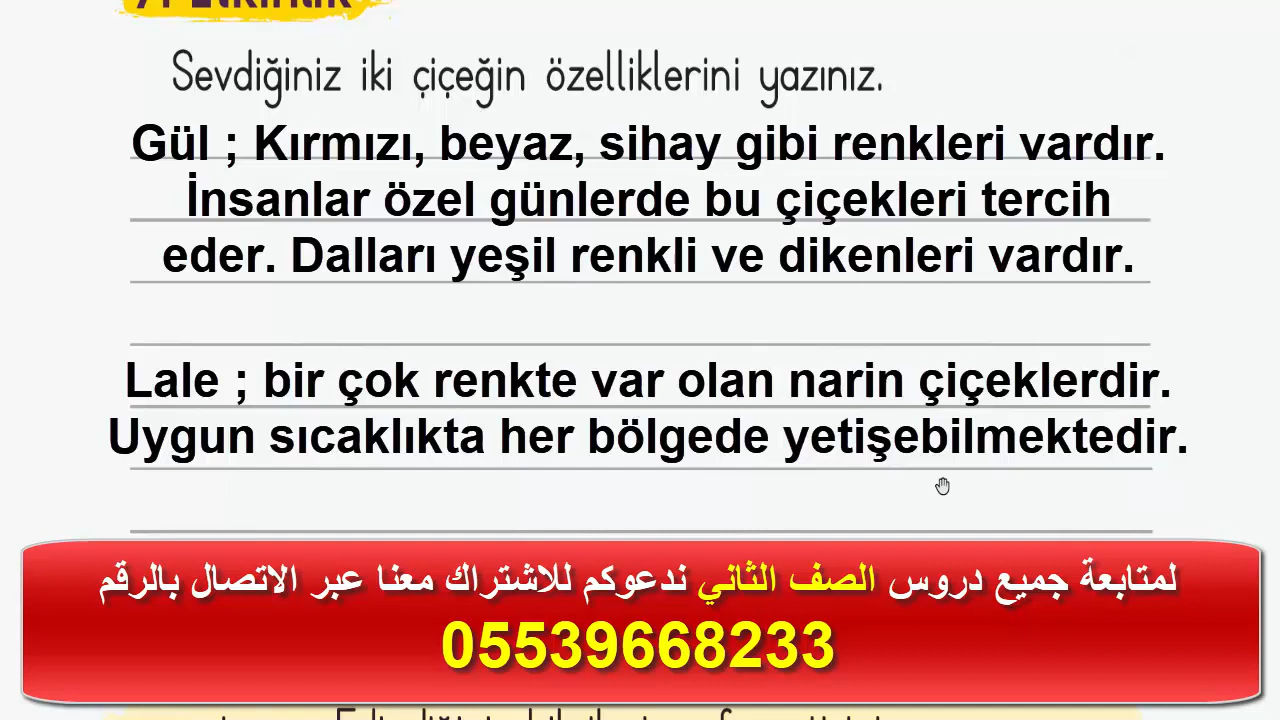 7. Etkinlik
Sevdiğiniz iki çiçeğin özelliklerini yazınız.
Gül ; Kırmızı, beyaz, sihay gibi renkleri vardır.
İnsanlar özel günlerde bu çiçekleri tercih
eder. Dalları yeşil renkli ve dikenleri vardır.
Lale ; bir çok renkte var olan narin çiçeklerdir.
Uygun sıcaklıkta her bölgede yetişebilmektedir.
لمتابعة جميع دروس الصف الثاني ندعوكم للاشتراك معنا عبر الاتصال بالرقم
05539668233